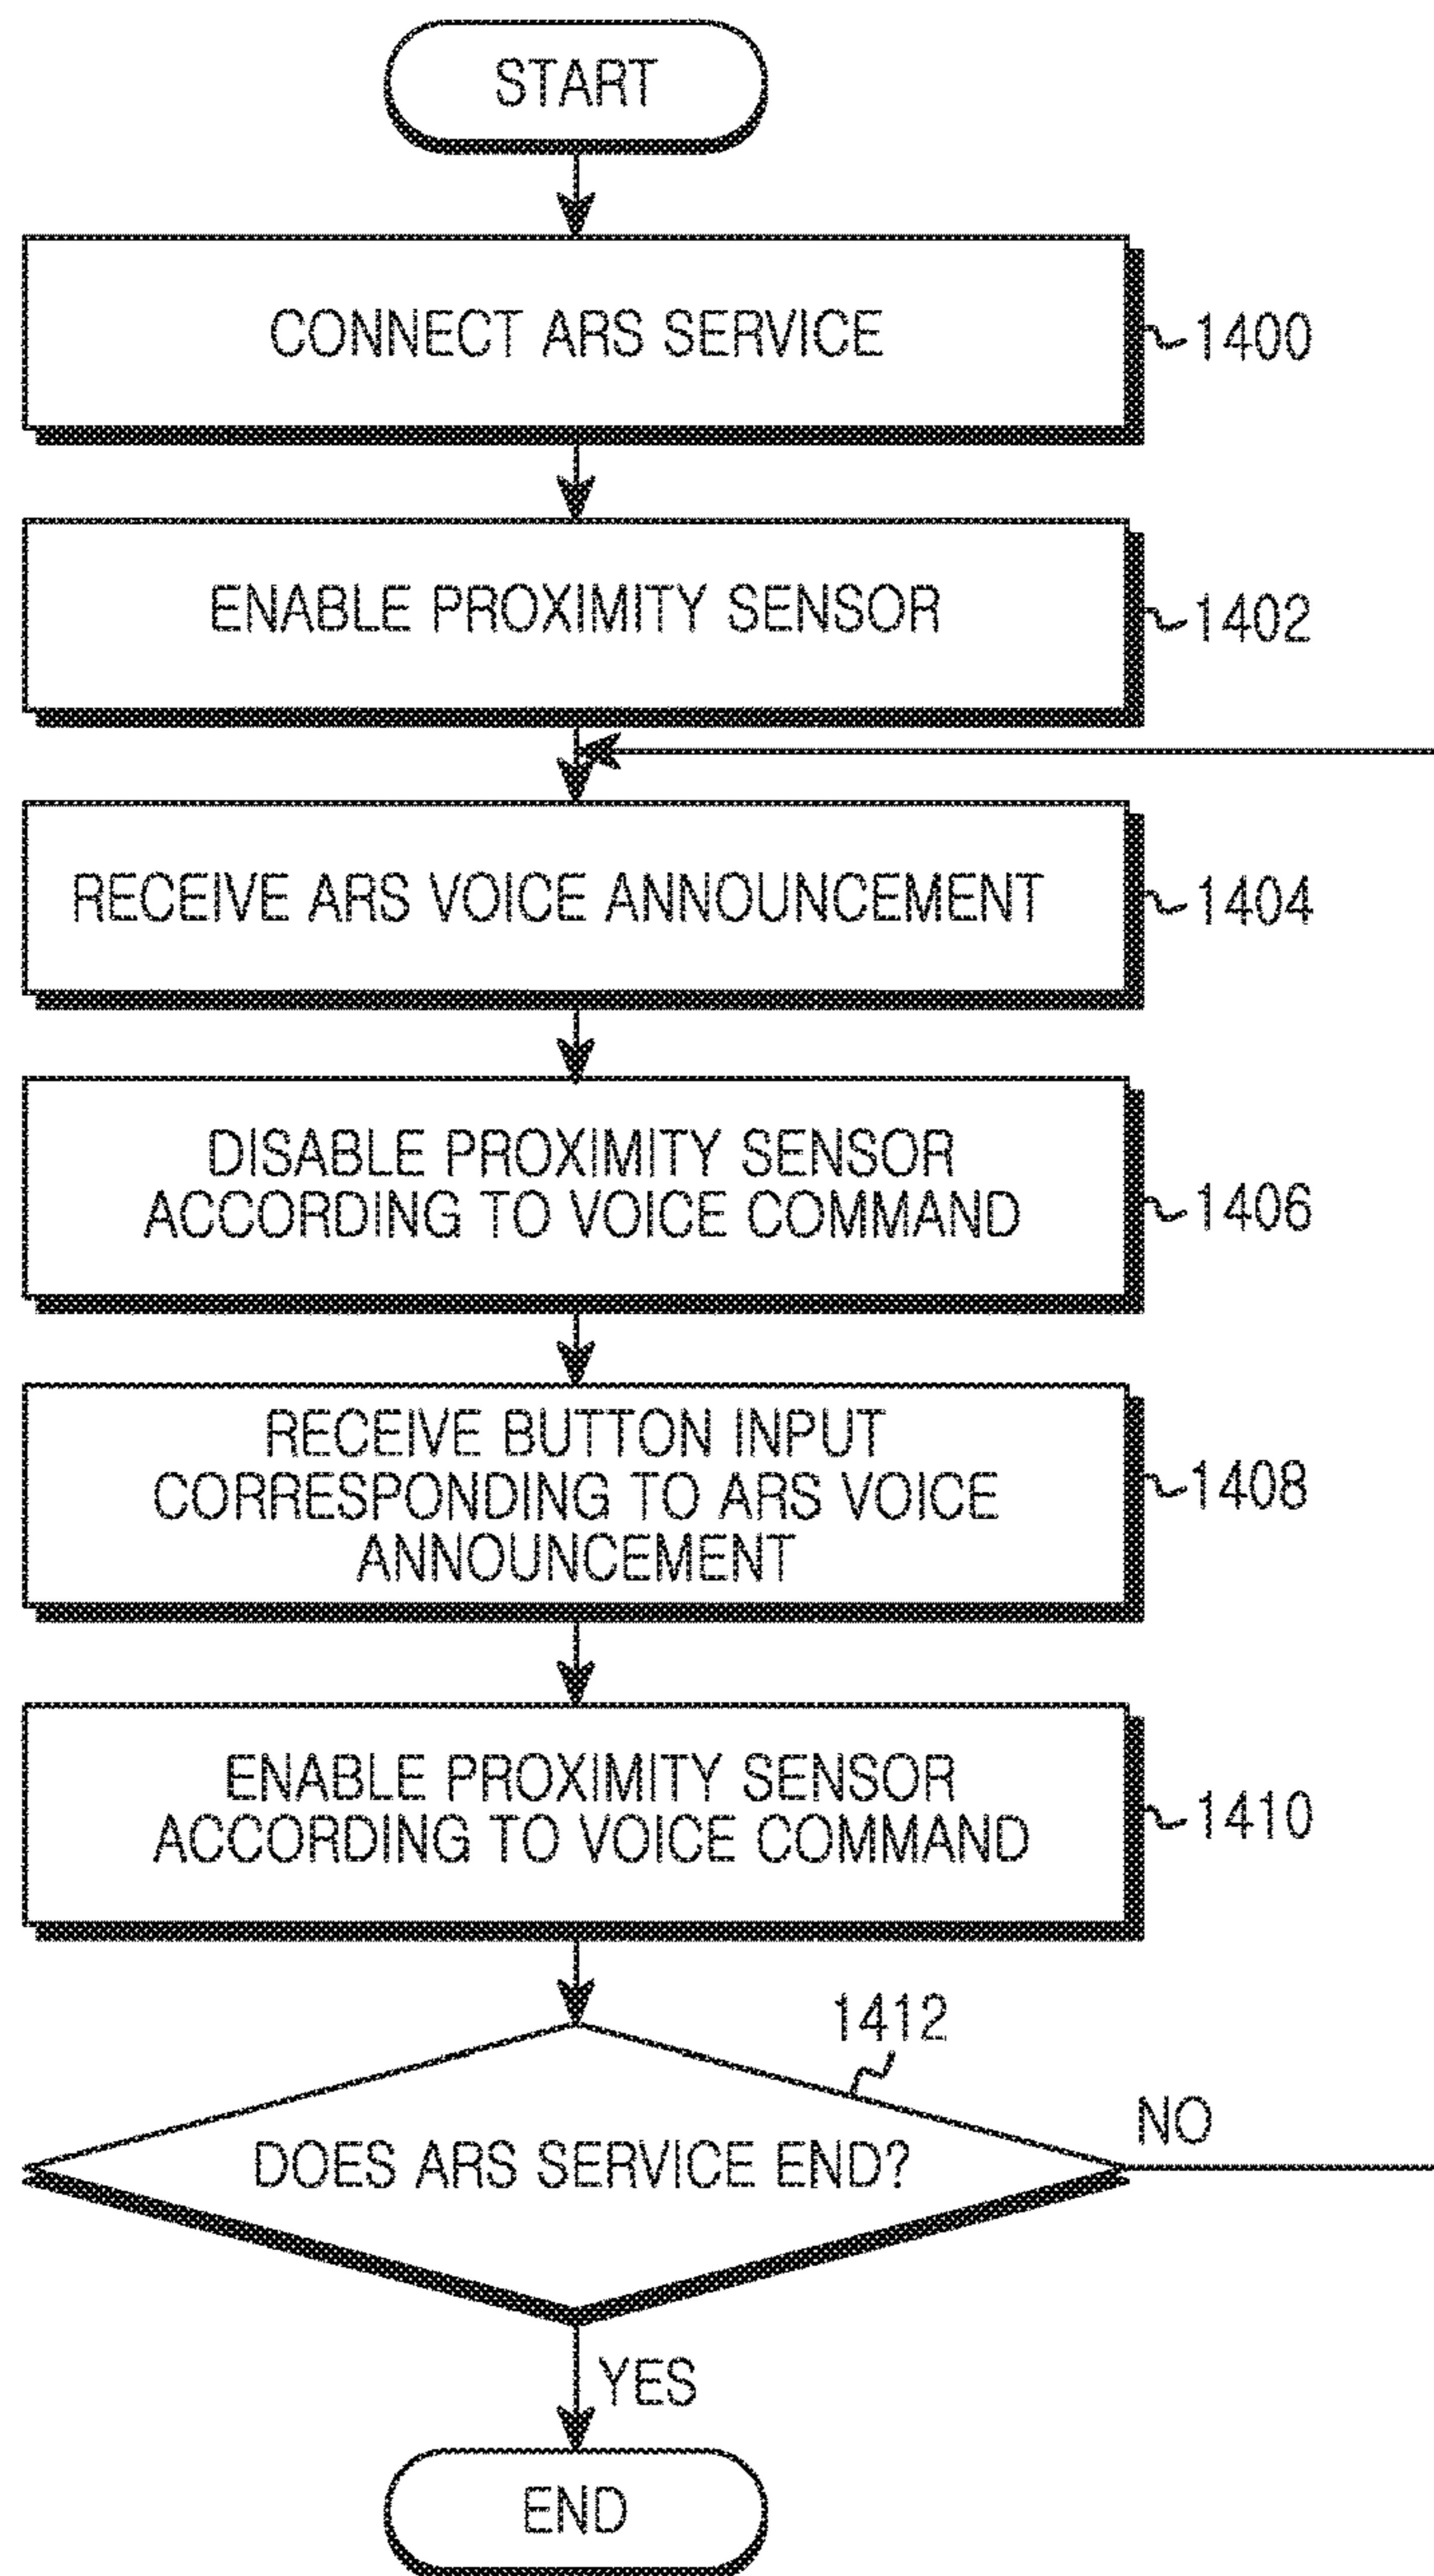 START
CONNECT ARS SERVICE
1400
ENABLE PROXIMITY SENSOR
1402
RECEIVE ARS VOICE ANNOUNCEMENT
1404
DISABLE PROXIMITY SENSOR
ACCORDING TO VOICE COMMAND
1406
RECEIVE BUTTON INPUT
CORRESPONDING TO ARS VOICE
ANNOUNCEMENT
1408
ENABLE PROXIMITY SENSOR
ACCORDING TO VOICE COMMAND
1410
1412
DOES ARS SERVICE END?
NO
YES
END